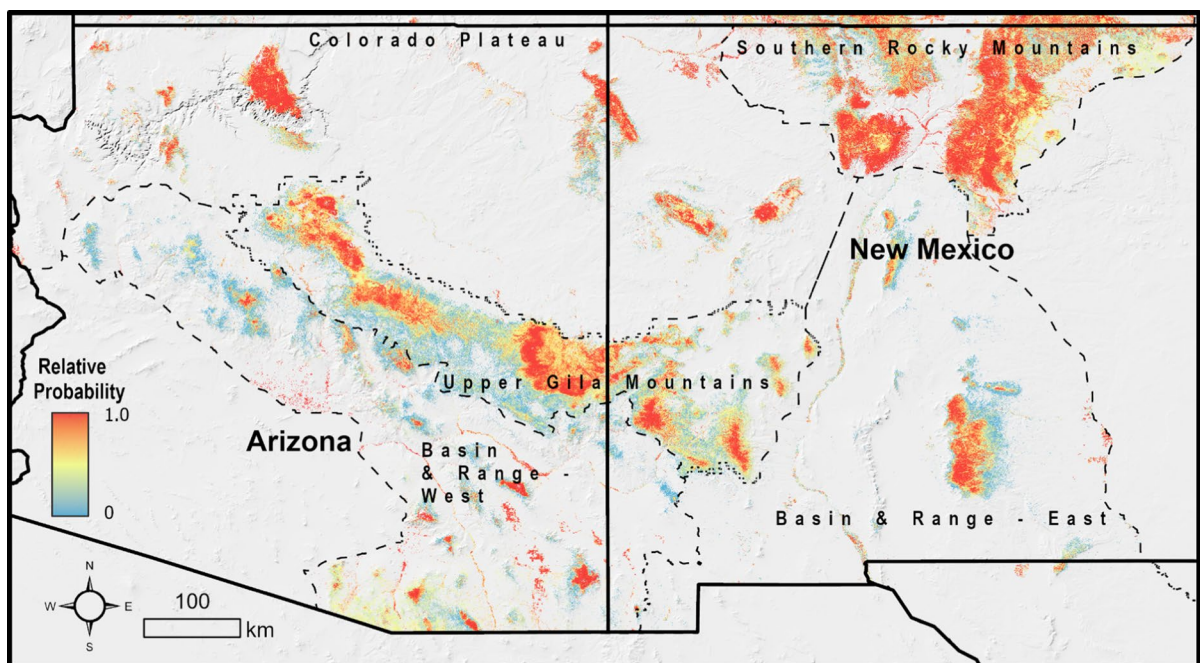 Colorado Plateau
Southern Rocky Mountains
New Mexico
Relative
Probability
1.0
0
Upper Gila Mountains
Arizona
Basin
& Range -
West
Basin & Range - East
N
W E
S
100
km